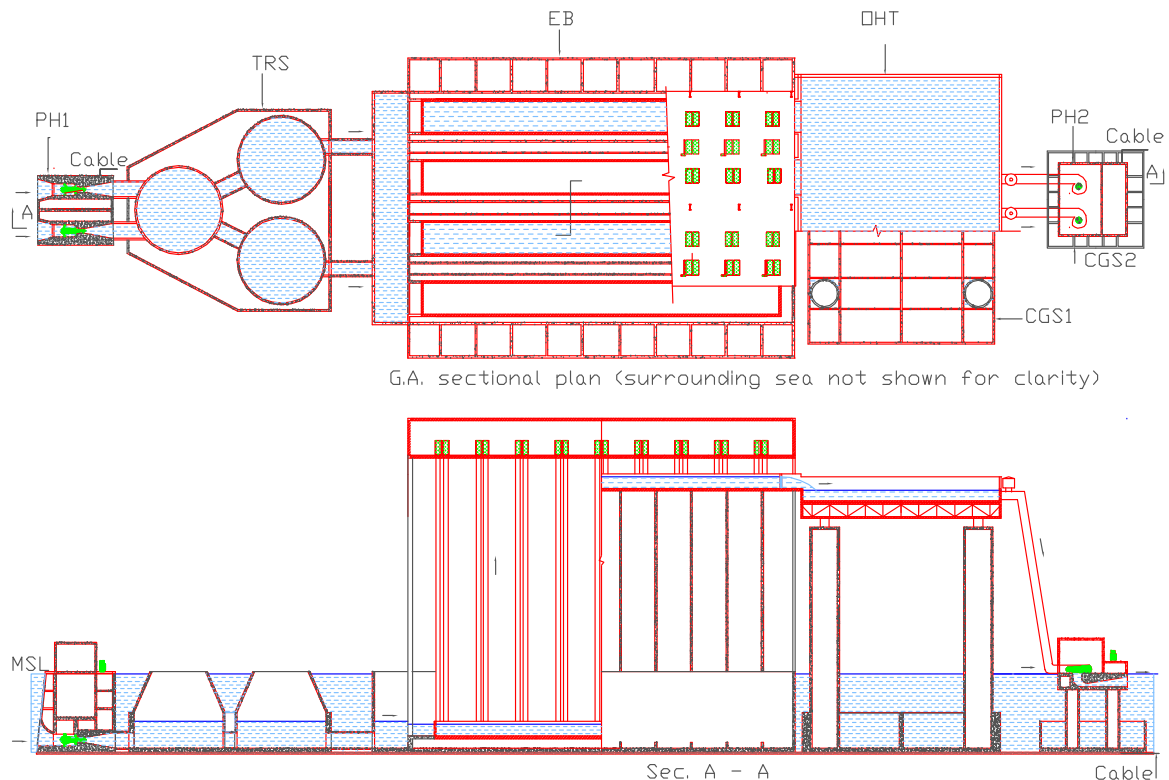 EB
OHT
TRS
PH1
Cable
PH2
Cable
A
A
CGS2
CGS1
G.A. sectional plan (surrounding sea not shown for clarity)
MSL
Sec. A - A
Cable